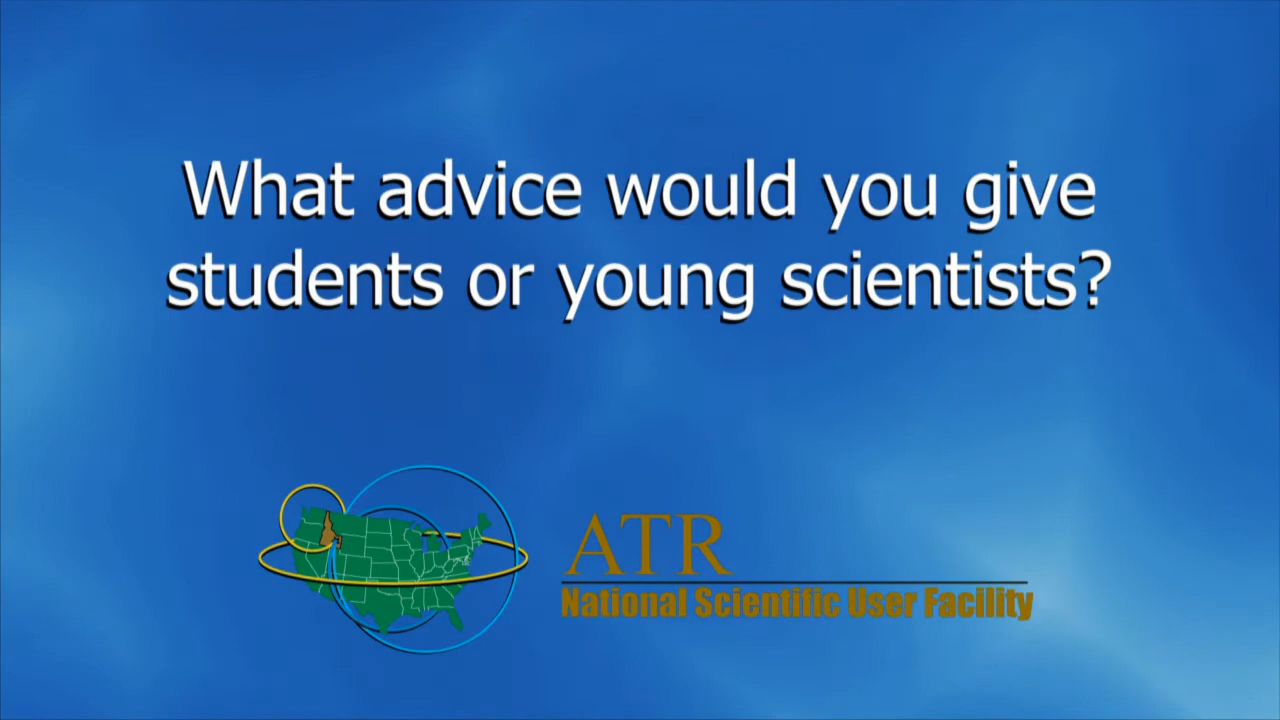 What advice would you give
students or young scientists?
ATR
National Scientific User Facility